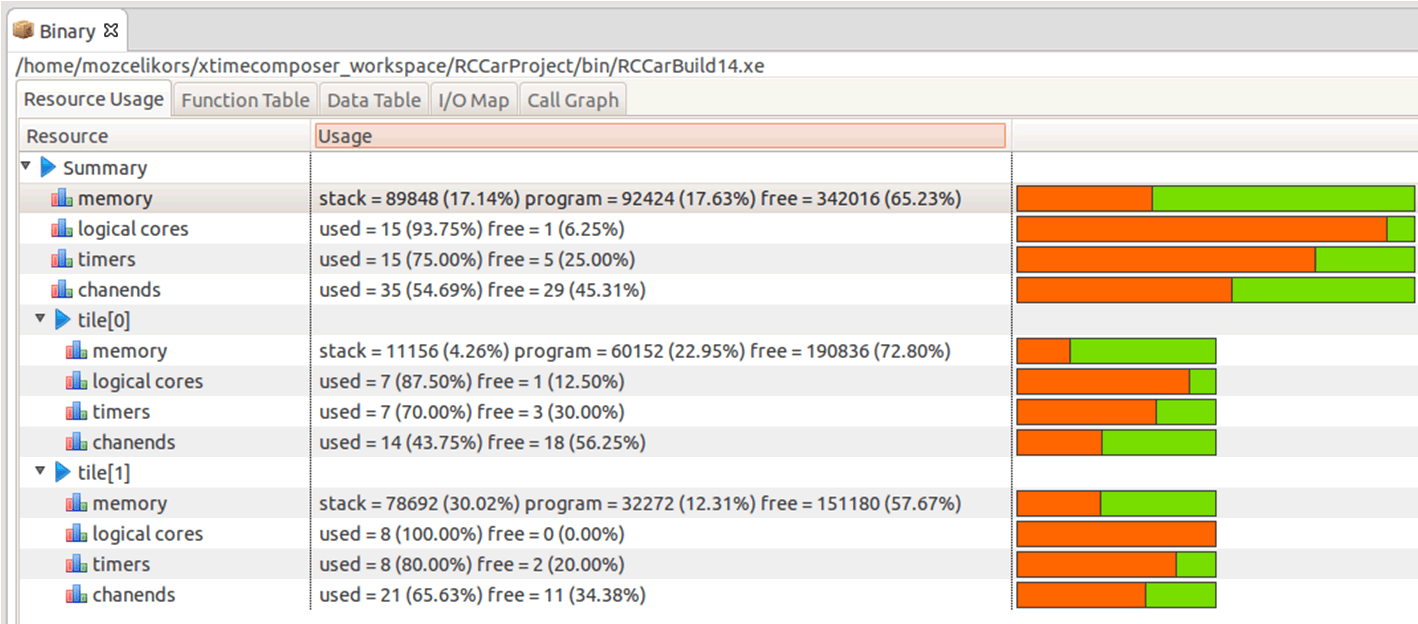 Binary
/home/mozcelikors/xtimecomposer_workspace/RCCarProject/bin/RCCarBuild14.xe
Resource Usage Function Table Data Table I/O Map Call Graph
Resource Usage
Summary
memory stack = 89848 (17.14%) program = 92424 (17.63%) free = 342016 (65.23%)
logical cores used = 15 (93.75%) free = 1 (6.25%)
timers used = 15 (75.00%) free = 5 (25.00%)
chanends used = 35 (54.69%) free = 29 (45.31%)
tile[0]
memory stack = 11156 (4.26%) program = 60152 (22.95%) free = 190836 (72.80%)
logical cores used = 7 (87.50%) free = 1 (12.50%)
timers used = 7 (70.00%) free = 3 (30.00%)
chanends used = 14 (43.75%) free = 18 (56.25%)
tile[1]
memory stack = 78692 (30.02%) program = 32272 (12.31%) free = 151180 (57.67%)
logical cores used = 8 (100.00%) free = 0 (0.00%)
timers used = 8 (80.00%) free = 2 (20.00%)
chanends used = 21 (65.63%) free = 11 (34.38%)